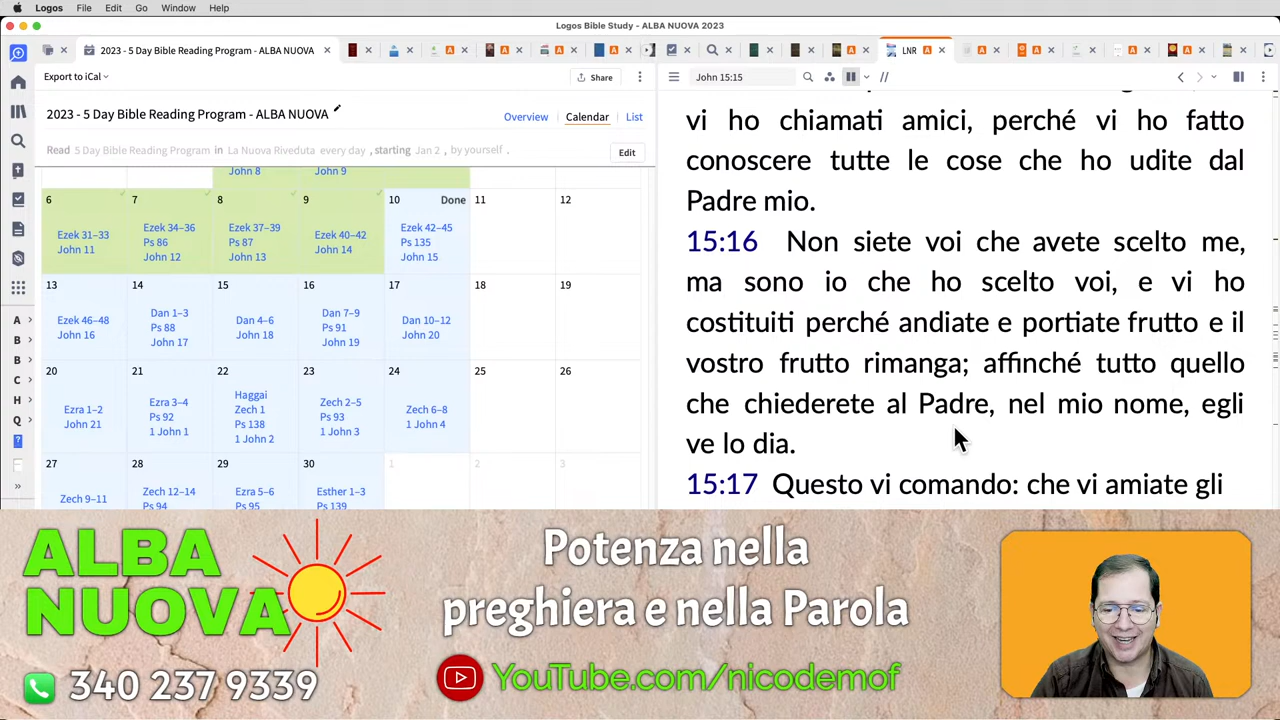 Logos File Edit Go Window Help
Logos Bible Study - ALBA NUOVA 2023
2023 - 5 Day Bible Reading Program - ALBA NUOVA
LNR
Export to iCal
Share
John 15:15
2023 - 5 Day Bible Reading Program - ALBA NUOVA
Overview Calendar List
Read 5 Day Bible Reading Program in La Nuova Riveduta every day , starting Jan 2 , by yourself .
Edit
John 8 John 9
6 7 8 9 10 Done 11 12
Ezek 31–33
John 11
Ezek 34–36
Ps 86
John 12
Ezek 37–39
Ps 87
John 13
Ezek 40–42
John 14
Ezek 42–45
Ps 135
John 15
13 14 15 16 17 18 19
Ezek 46–48
John 16
Dan 1–3
Ps 88
John 17
Dan 4–6
John 18
Dan 7–9
Ps 91
John 19
Dan 10–12
John 20
20 21 22 23 24 25 26
Ezra 1–2
John 21
Ezra 3–4
Ps 92
1 John 1
Haggai
Zech 1
Ps 138
1 John 2
Zech 2–5
Ps 93
1 John 3
Zech 6–8
1 John 4
27 28 29 30 1 2 3
Zech 9–11
Zech 12–14
Ps 94
Ezra 5–6
Ps 95
Esther 1–3
Ps 139
A
B
B
C
H
Q
vi ho chiamati amici, perché vi ho fatto
conoscere tutte le cose che ho udite dal
Padre mio.
15:16 Non siete voi che avete scelto me,
ma sono io che ho scelto voi, e vi ho
costituiti perché andiate e portiate frutto e il
vostro frutto rimanga; affinché tutto quello
che chiederete al Padre, nel mio nome, egli
ve lo dia.
15:17 Questo vi comando: che vi amiate gli
ALBA
NUOVA
340 237 9339
Potenza nella
preghiera e nella Parola
YouTube.com/nicodemof